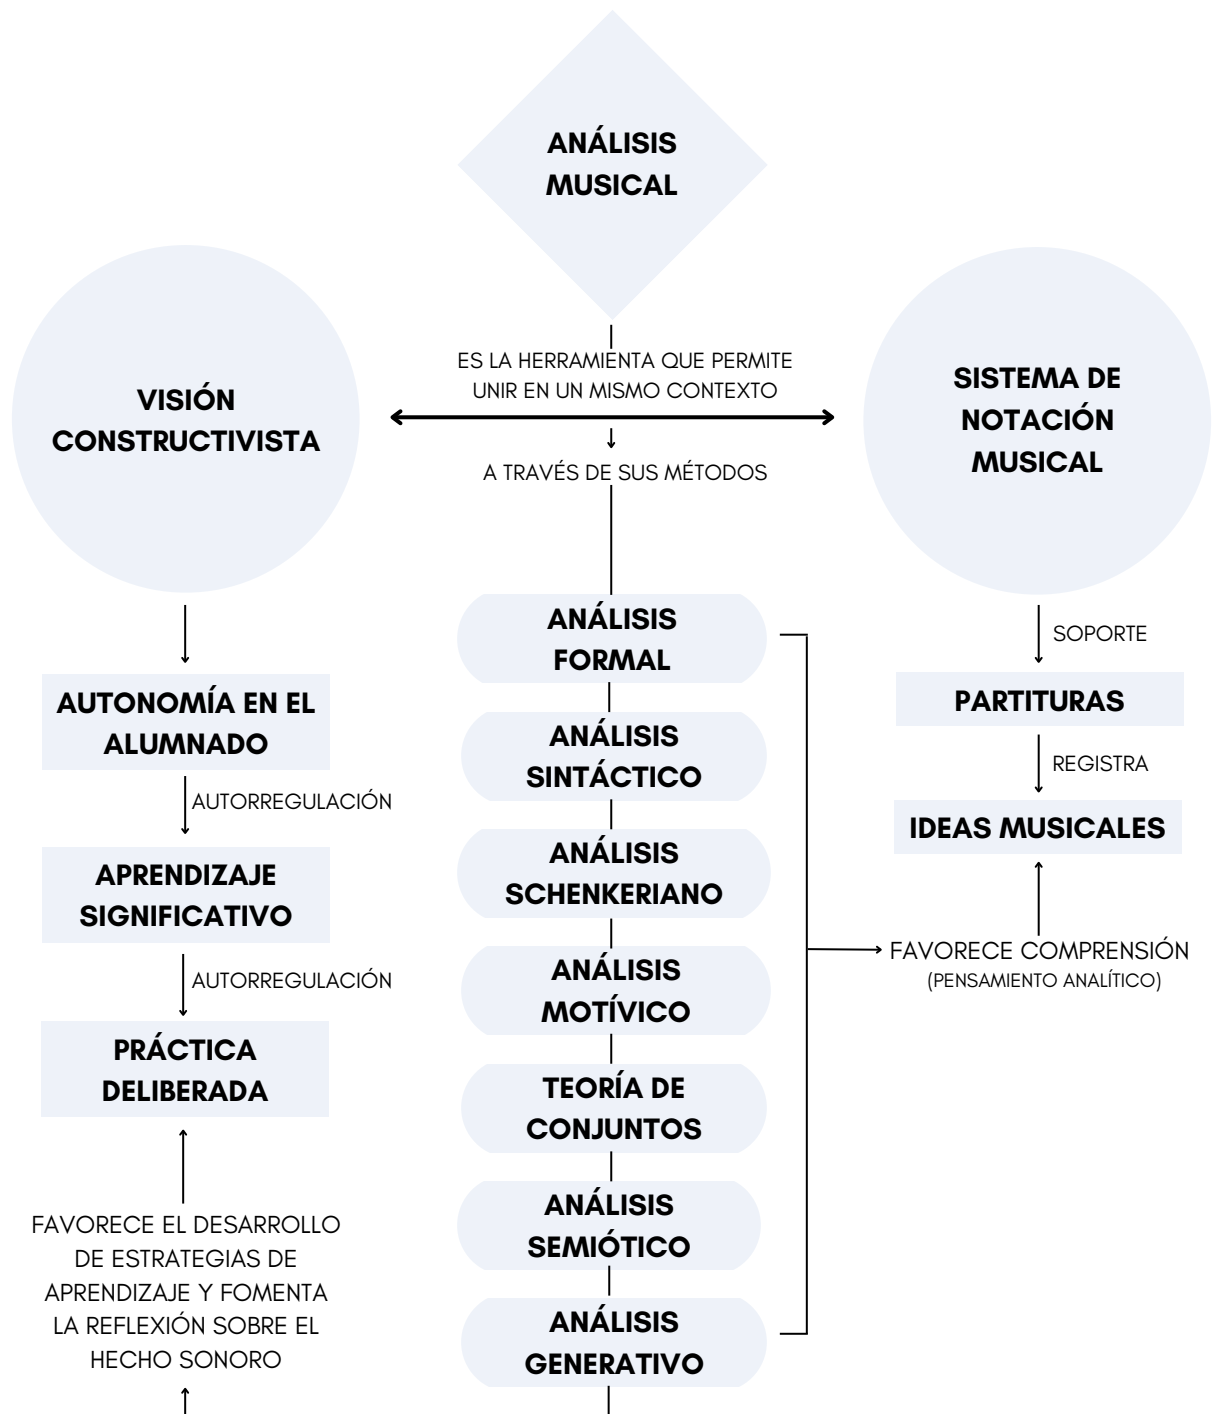 ANÁLISIS
MUSICAL
ES LA HERRAMIENTA QUE PERMITE
UNIR EN UN MISMO CONTEXTO
A TRAVÉS DE SUS MÉTODOS
VISIÓN
CONSTRUCTIVISTA
AUTONOMÍA EN EL
ALUMNADO
AUTORREGULACIÓN
APRENDIZAJE
SIGNIFICATIVO
AUTORREGULACIÓN
PRÁCTICA
DELIBERADA
FAVORECE EL DESARROLLO
DE ESTRATEGIAS DE
APRENDIZAJE Y FOMENTA
LA REFLEXIÓN SOBRE EL
HECHO SONORO
ANÁLISIS
FORMAL
ANÁLISIS
SINTÁCTICO
ANÁLISIS
SCHENKERIANO
ANÁLISIS
MOTÍVICO
TEORÍA DE
CONJUNTOS
ANÁLISIS
SEMIÓTICO
ANÁLISIS
GENERATIVO
SISTEMA DE
NOTACIÓN
MUSICAL
SOPORTE
PARTITURAS
REGISTRA
IDEAS MUSICALES
FAVORECE COMPRENSIÓN
(PENSAMIENTO ANALÍTICO)